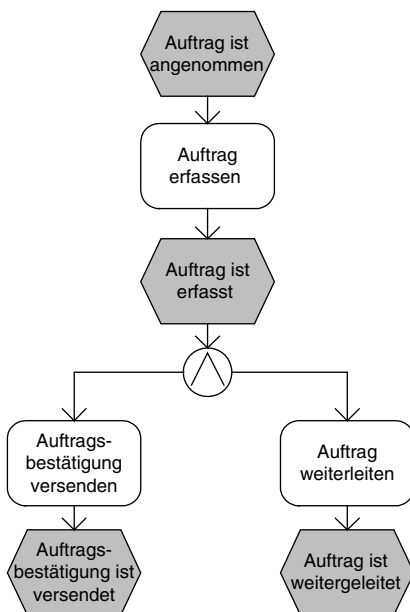 Auftrag ist
angenommen
Auftrag
erfassen
Auftrag ist
erfasst
Auftrags-
bestätigung
versenden
Auftrag
weiterleiten
Auftrags-
bestätigung ist
versendet
Auftrag ist
weitergeleitet